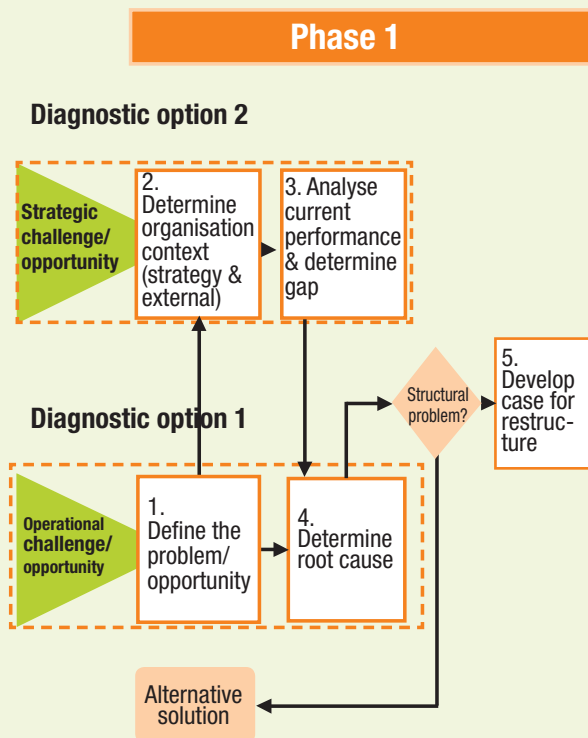 Phase 1
Diagnostic option 2
Strategic
challenge/
opportunity
2.
Determine
organisation
context
(strategy &
external)
3. Analyse
current
performance
& determine
gap
Structural
problem?
5.
Develop
case for
restruc-
ture
Diagnostic option 1
Operational
challenge/
opportunity
1.
Define the
problem/
opportunity
4.
Determine
root cause
Alternative
solution